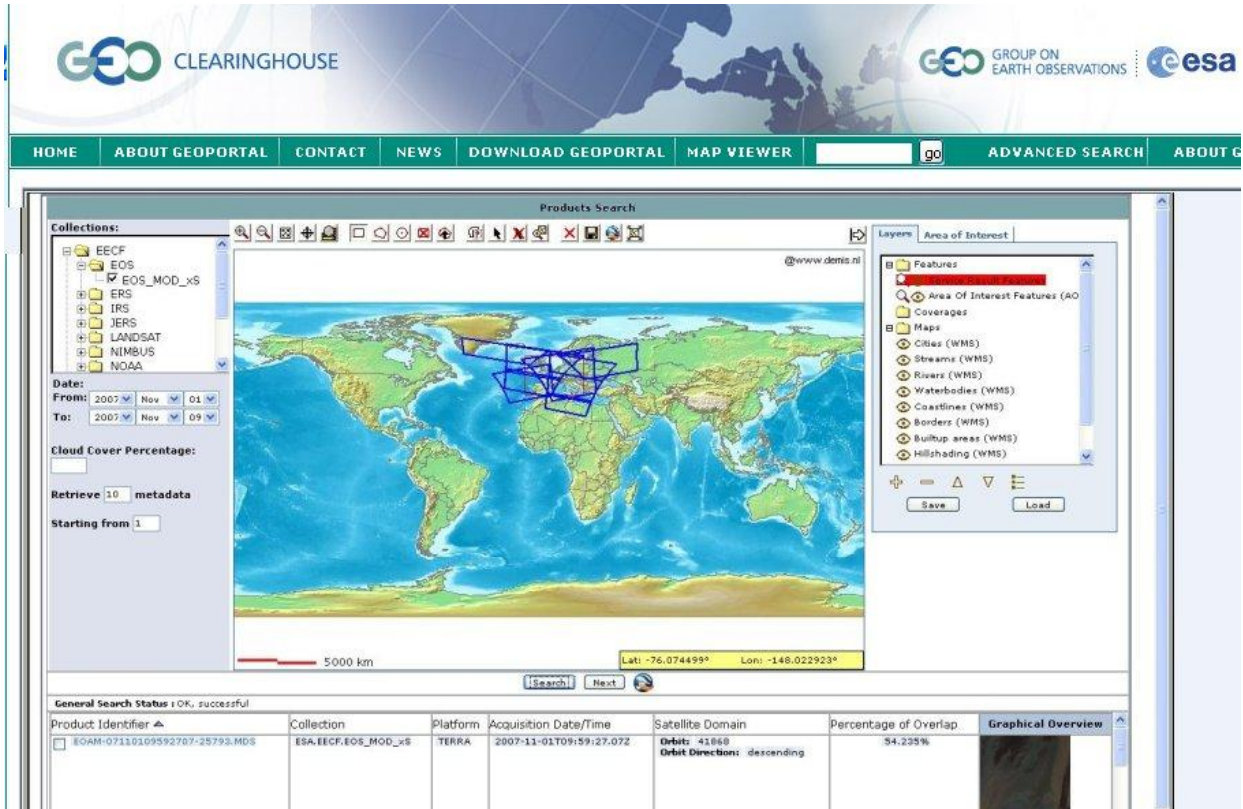 GEO CLEARINGHOUSE
GEO GROUP ON
EARTH OBSERVATIONS
esa
HOME ABOUT GEOPORTAL CONTACT NEWS DOWNLOAD GEOPORTAL MAP VIEWER go ADVANCED SEARCH ABOUT G
Products Search
Collections:
EECF
EOS
EOS_MOD_xS
ERS
IRS
JERS
LANDSAT
NIMBUS
NOAA
Date:
From: 2007 Nov 01
To: 2007 Nov 09
Cloud Cover Percentage:
Retrieve 10 metadata
Starting from 1
@www.demis.nl
5000 km
Lat: -76.074499° Lon: -148.022923°
Layers Area of Interest
Features
Service Result Features
Area Of Interest Features (AO
Coverages
Maps
Cities (WMS)
Streams (WMS)
Rivers (WMS)
Waterbodies (WMS)
Coastlines (WMS)
Borders (WMS)
Builtup areas (WMS)
Hillshading (WMS)
Save Load
Search Next
General Search Status : OK, successful
Product Identifier Collection Platform Acquisition Date/Time Satellite Domain Percentage of Overlap Graphical Overview
EOAM-07110109592707-25793.MDS ESA.EECF.EOS_MOD_xS TERRA 2007-11-01T09:59:27.07Z Orbit: 41868 54.235%
Orbit Direction: descending